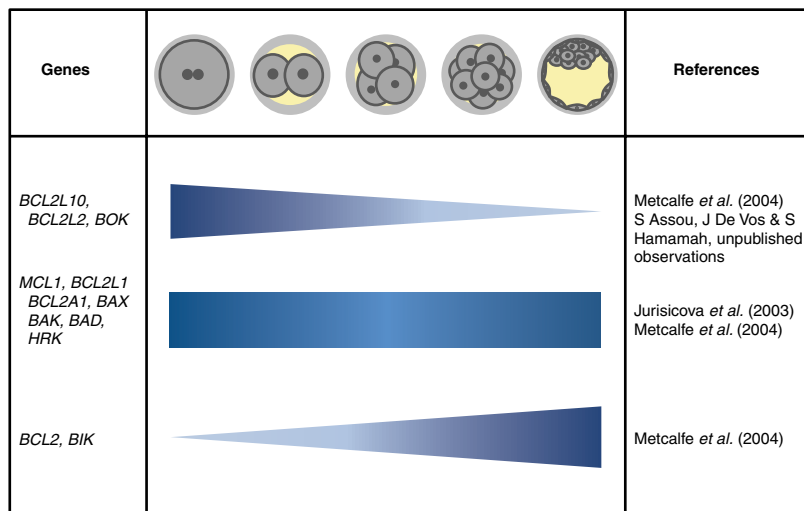 Genes
References
BCL2L10,
BCL2L2, BOK
Metcalfe et al. (2004)
S Assou, J De Vos & S
Hamamah, unpublished
observations
MCL1, BCL2L1
BCL2A1, BAX
BAK, BAD,
HRK
Jurisicova et al. (2003)
Metcalfe et al. (2004)
BCL2, BIK
Metcalfe et al. (2004)